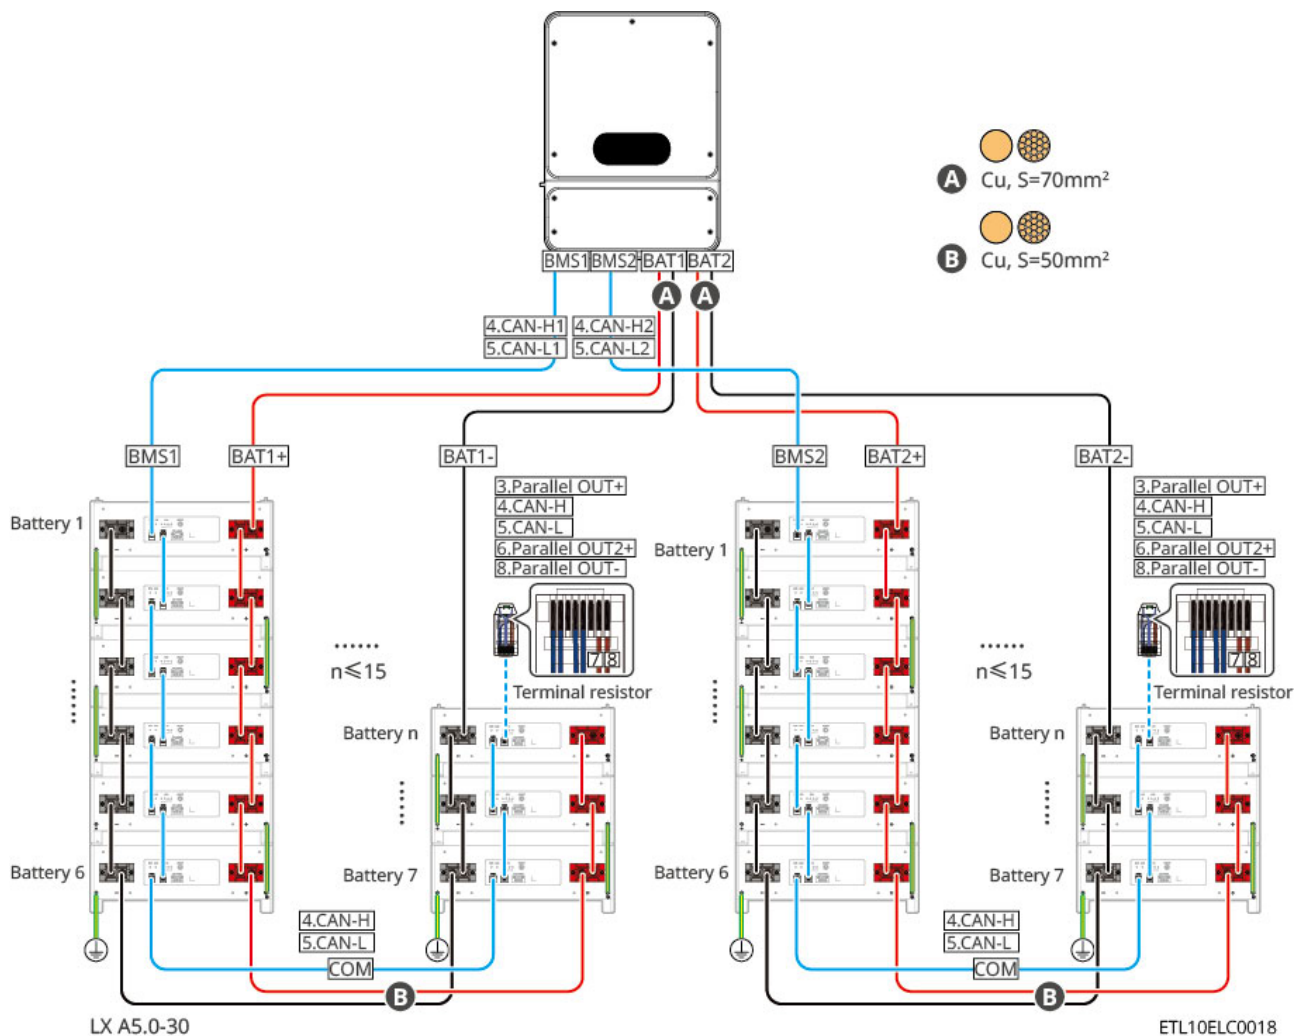 A Cu, S=70mm²
B Cu, S=50mm²
BMS1 BMS2 BAT1 BAT2
A A
4.CAN-H1 4.CAN-H2
5.CAN-L1 5.CAN-L2
BMS1 BAT1+ BAT1- BMS2 BAT2+ BAT2-
3.Parallel OUT+
4.CAN-H
5.CAN-L
6.Parallel OUT2+
8.Parallel OUT-
3.Parallel OUT+
4.CAN-H
5.CAN-L
6.Parallel OUT2+
8.Parallel OUT-
Battery 1
Battery 1
7 8
7 8
...... n≤15
...... n≤15
Terminal resistor
Terminal resistor
Battery n
Battery n
Battery 6
Battery 7
Battery 6
Battery 7
4.CAN-H
5.CAN-L
COM
4.CAN-H
5.CAN-L
COM
B
B
LX A5.0-30
ETL10ELC0018